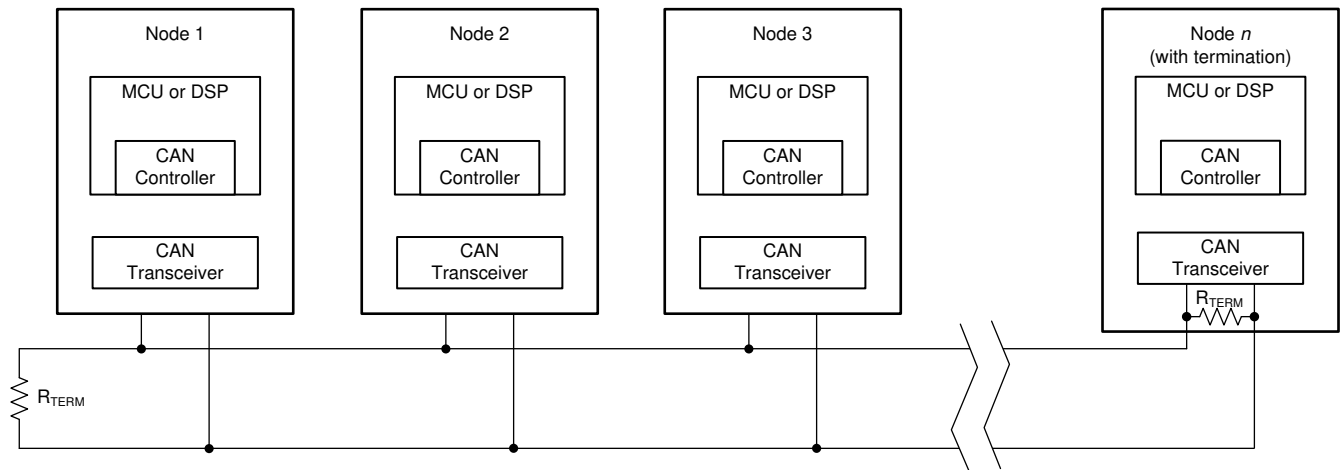 Node 1
MCU or DSP
CAN
Controller
CAN
Transceiver
Node 2
MCU or DSP
CAN
Controller
CAN
Transceiver
Node 3
MCU or DSP
CAN
Controller
CAN
Transceiver
Node n
(with termination)
MCU or DSP
CAN
Controller
CAN
Transceiver
RTERM
RTERM